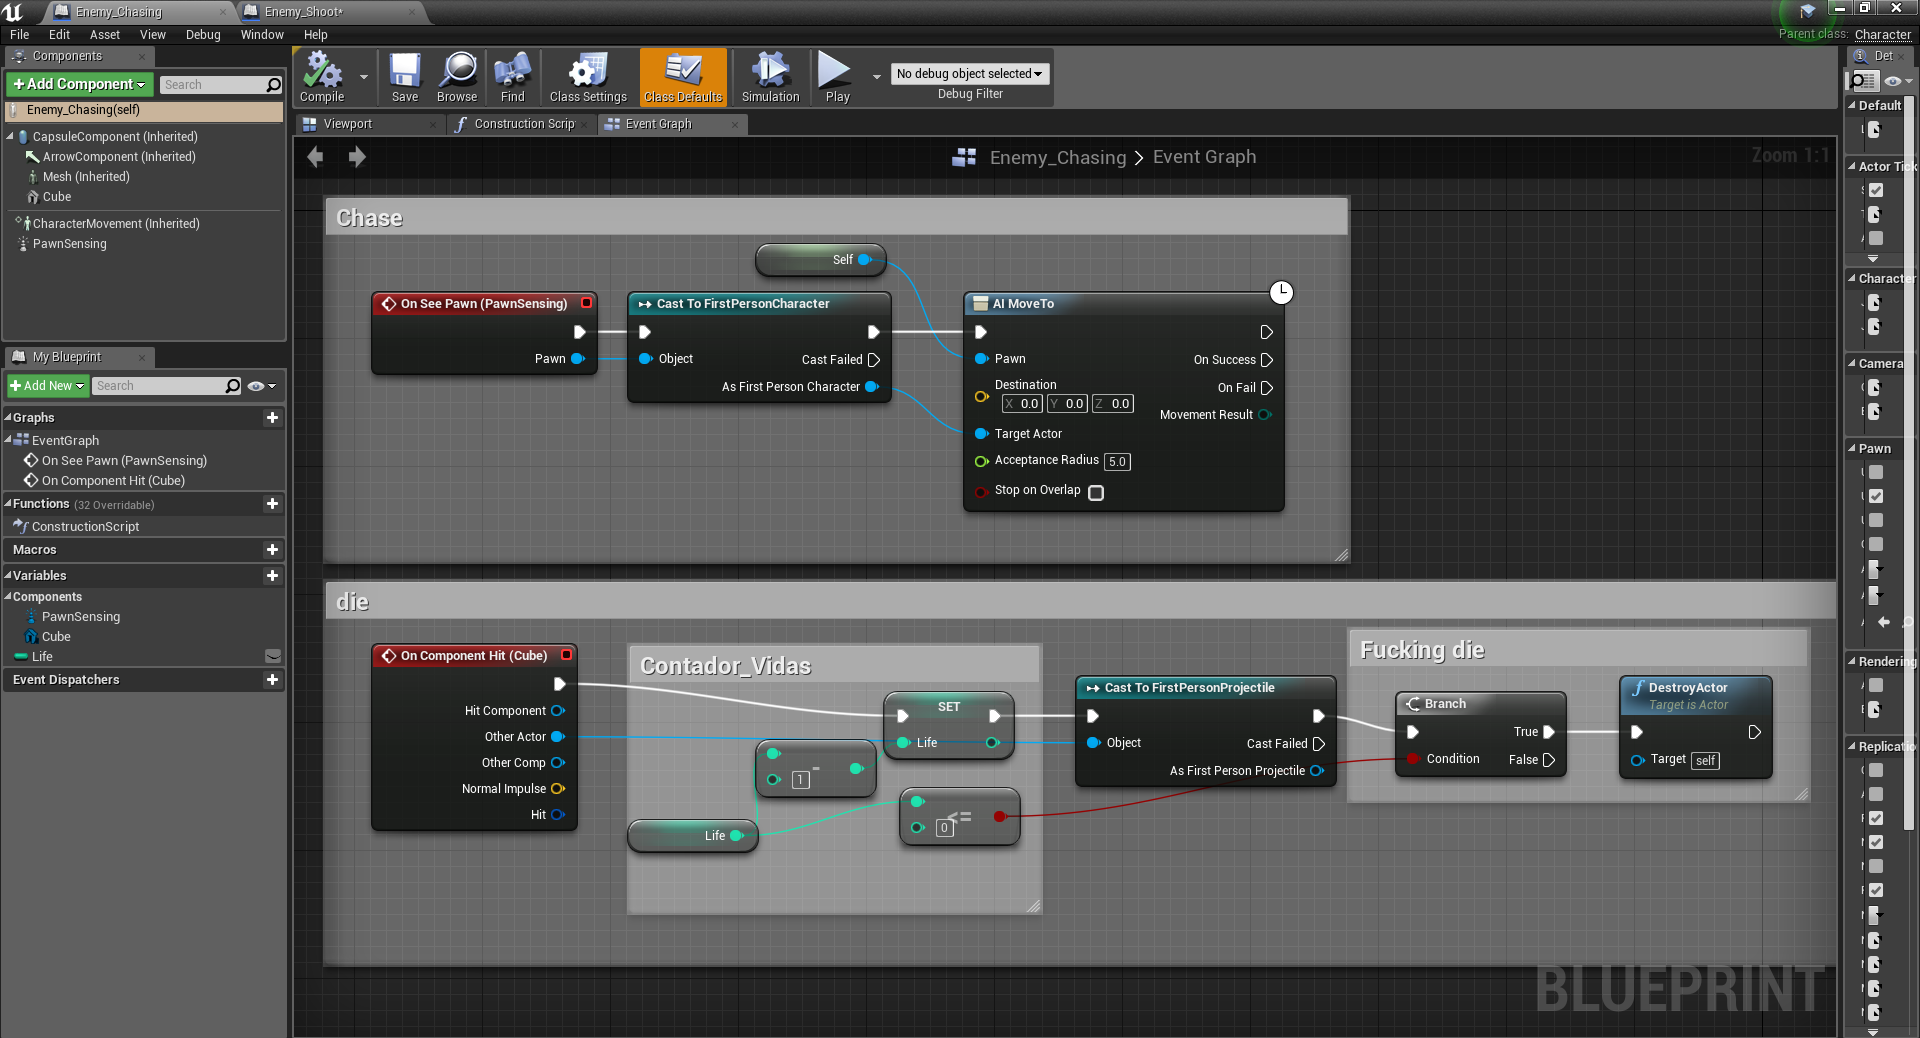 Enemy_Chasing
Enemy_Shoot*
File Edit Asset View Debug Window Help
Parent class: Character
Components
+Add Component
Search
Enemy_Chasing(self)
CapsuleComponent (Inherited)
ArrowComponent (Inherited)
Mesh (Inherited)
Cube
CharacterMovement (Inherited)
PawnSensing
My Blueprint
+Add New
Search
Graphs
EventGraph
On See Pawn (PawnSensing)
On Component Hit (Cube)
Functions (32 Overridable)
ConstructionScript
Macros
Variables
Components
PawnSensing
Cube
Life
Event Dispatchers
Compile
Save
Browse
Find
Class Settings
Class Defaults
Simulation
Play
No debug object selected
Debug Filter
Viewport
Construction Scrip
Event Graph
Enemy_Chasing > Event Graph
Zoom 1:1
Chase
Self
On See Pawn (PawnSensing)
Pawn
Cast To FirstPersonCharacter
Object
Cast Failed
As First Person Character
AI MoveTo
Pawn
On Success
Destination
X 0.0 Y 0.0 Z 0.0
On Fail
Movement Result
Target Actor
Acceptance Radius 5.0
Stop on Overlap
die
On Component Hit (Cube)
Hit Component
Other Actor
Other Comp
Normal Impulse
Hit
Contador_Vidas
SET
Life
1 -
Life
0 <=
Cast To FirstPersonProjectile
Object
Cast Failed
As First Person Projectile
Fucking die
Branch
True
Condition
False
DestroyActor
Target is Actor
Target self
BLUEPRINT
Det
Default
Actor Tick
Character
Camera
Pawn
Rendering
Replicatio